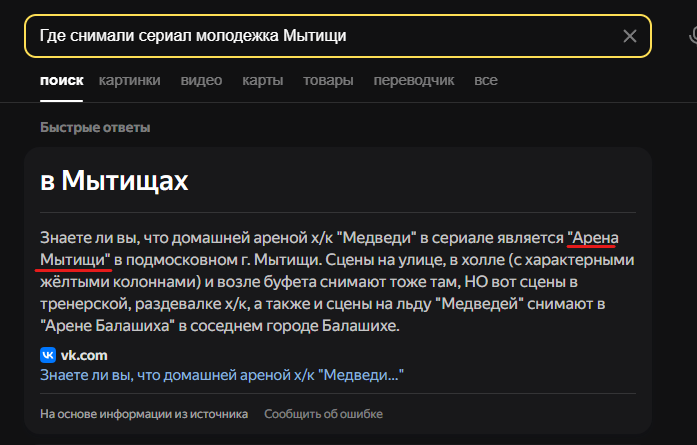 Где снимали сериал молодежка Мытищи
поиск картинки видео карты товары переводчик все
Быстрые ответы
в Мытищах
Знаете ли вы, что домашней ареной х/к "Медведи" в сериале является "Арена
Мытищи" в подмосковном г. Мытищи. Сцены на улице, в холле (с характерными
жёлтыми колоннами) и возле буфета снимают тоже там, НО вот сцены в
тренерской, раздевалке х/к, а также и сцены на льду "Медведей" снимают в
"Арене Балашиха" в соседнем городе Балашихе.
vk.com
Знаете ли вы, что домашней ареной х/к "Медведи..."
На основе информации из источника Сообщить об ошибке